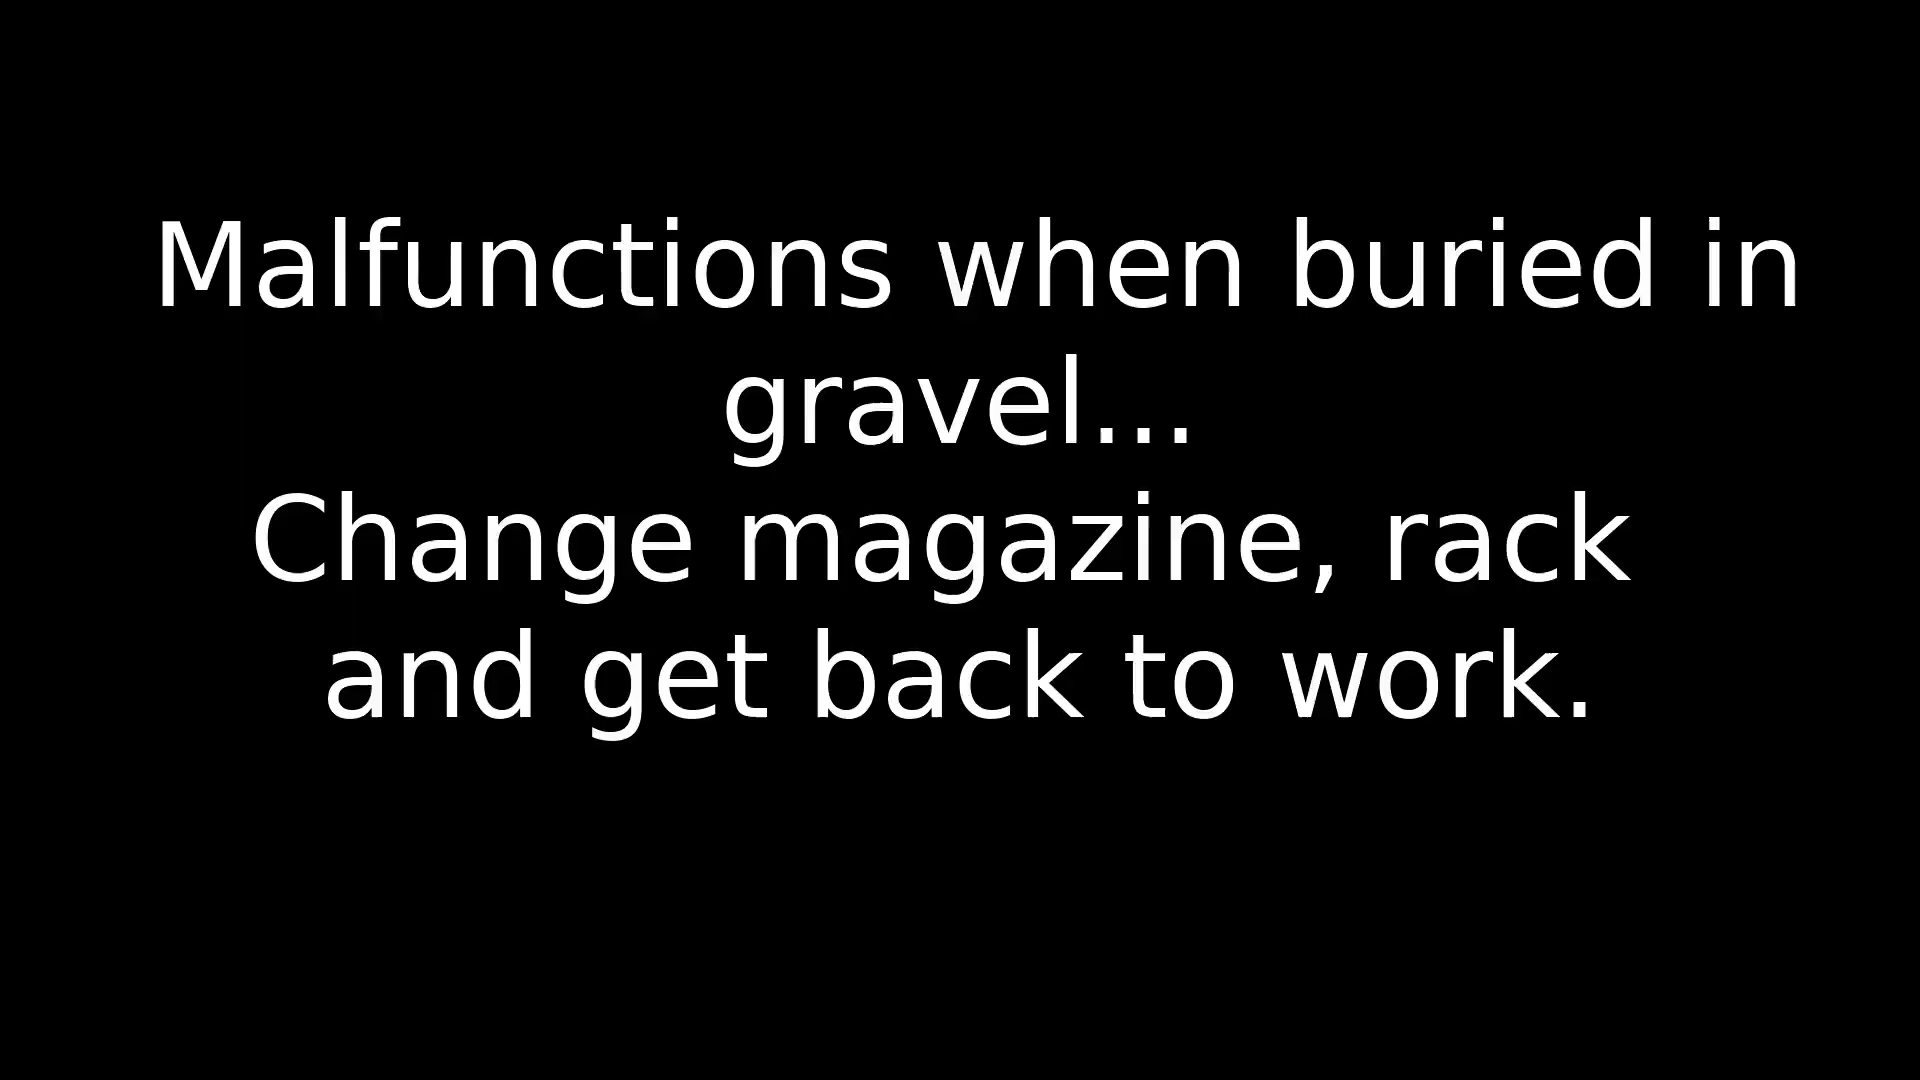 Malfunctions when buried in
gravel...
Change magazine, rack
and get back to work.